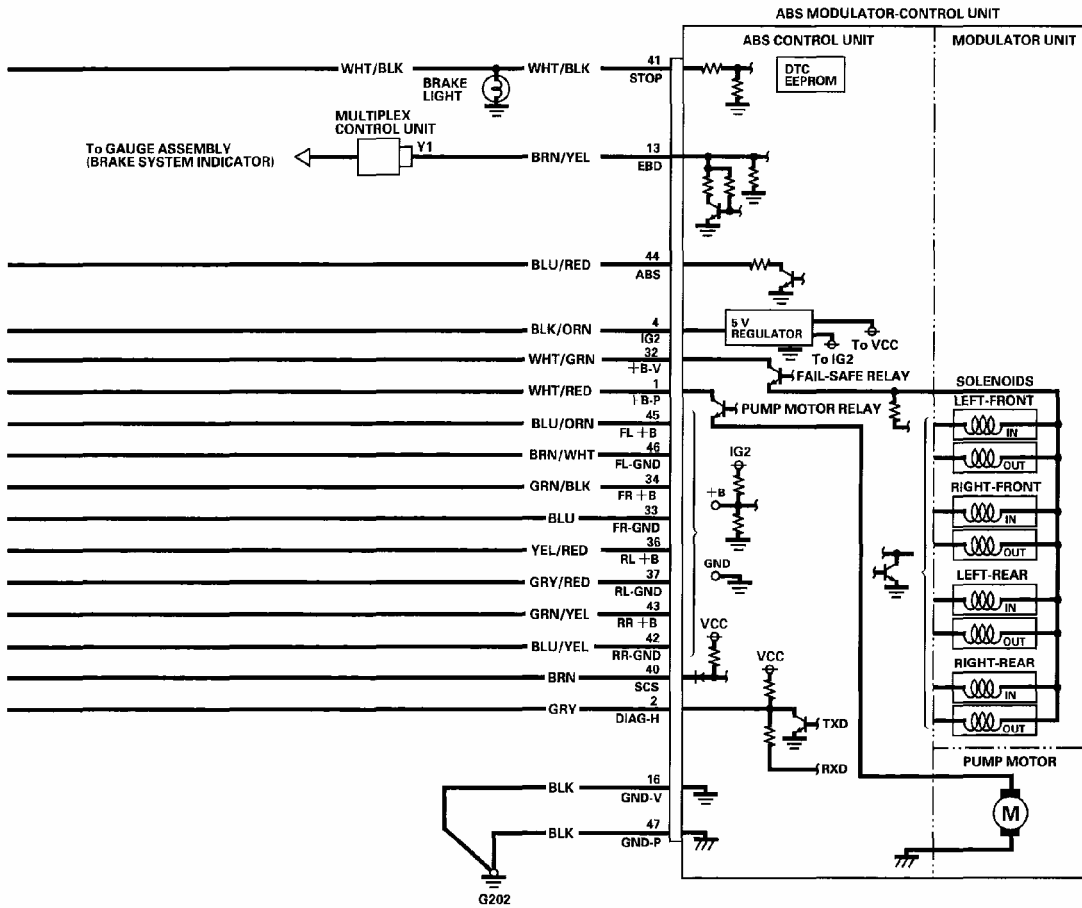 ABS MODULATOR-CONTROL UNIT
ABS CONTROL UNIT
MODULATOR UNIT
WHT/BLK
WHT/BLK
41
STOP
BRAKE
LIGHT
DTC
EEPROM
MULTIPLEX
CONTROL UNIT
To GAUGE ASSEMBLY
(BRAKE SYSTEM INDICATOR)
Y1
BRN/YEL
13
EBD
BLU/RED
44
ABS
BLK/ORN
4
IG2
5 V
REGULATOR
To VCC
To IG2
WHT/GRN
32
+B-V
FAIL-SAFE RELAY
WHT/RED
1
+B-P
PUMP MOTOR RELAY
SOLENOIDS
LEFT-FRONT
IN
OUT
BLU/ORN
45
FL +B
BRN/WHT
46
FL-GND
IG2
GRN/BLK
34
FR +B
+B
RIGHT-FRONT
IN
OUT
BLU
33
FR-GND
YEL/RED
36
RL +B
GND
GRY/RED
37
RL-GND
LEFT-REAR
IN
OUT
GRN/YEL
43
RR +B
BLU/YEL
42
RR-GND
VCC
BRN
40
SCS
VCC
RIGHT-REAR
IN
OUT
GRY
2
DIAG-H
TXD
RXD
PUMP MOTOR
M
BLK
16
GND-V
BLK
47
GND-P
G202